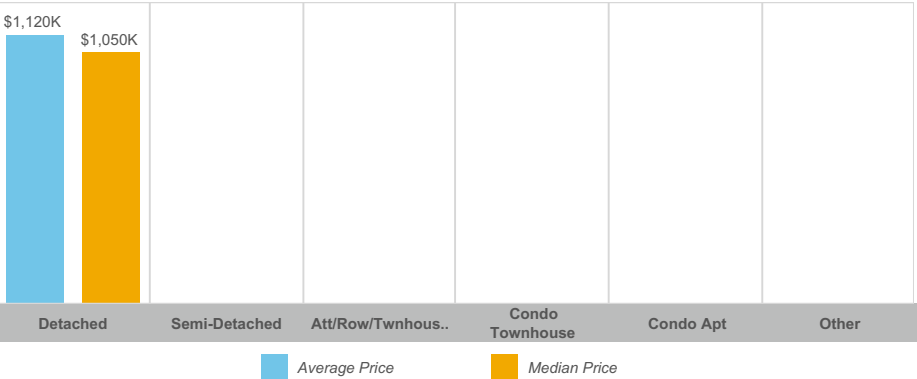 $1,120K
$1,050K
Detached
Semi-Detached
Att/Row/Twnhous..
Condo
Townhouse
Condo Apt
Other
Average Price
Median Price